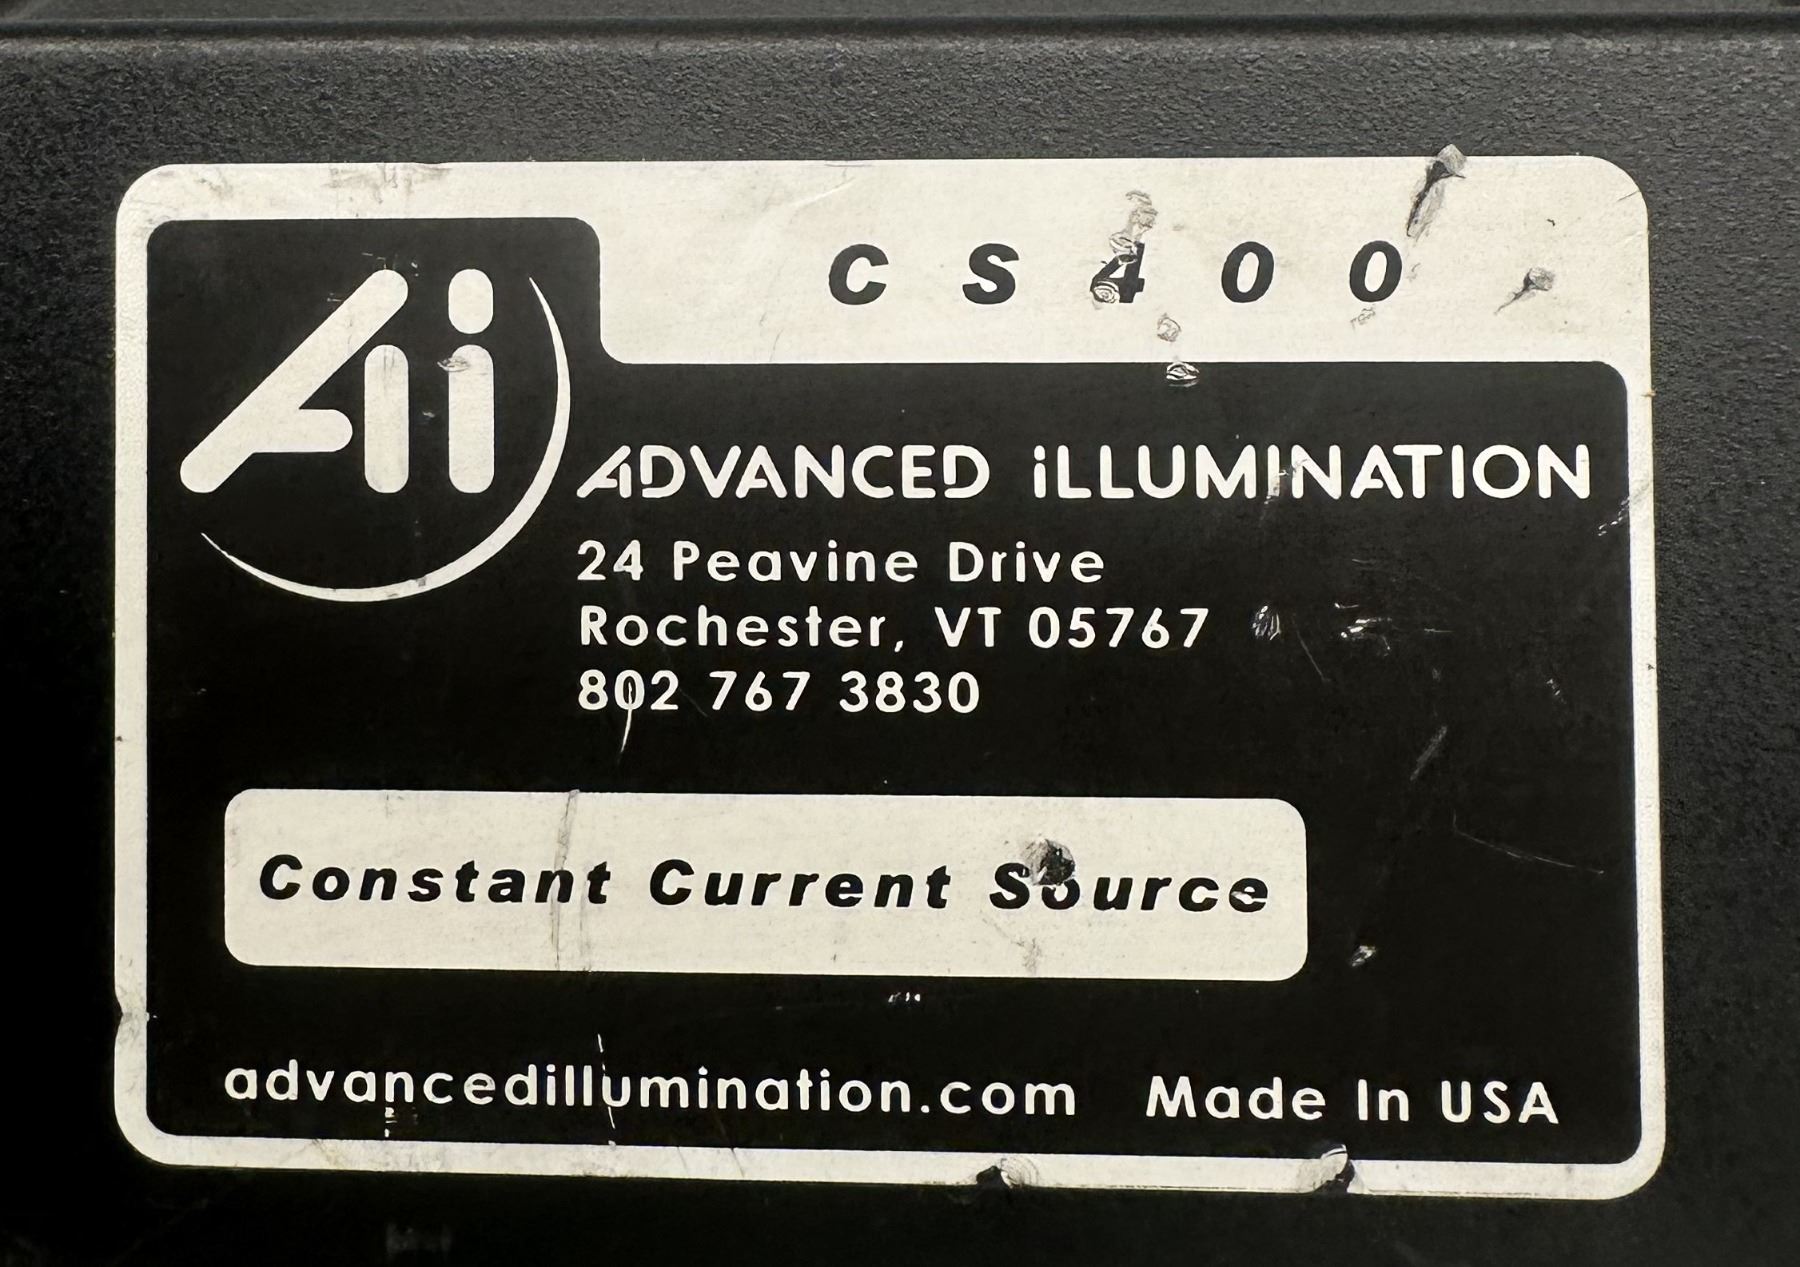 CS400
Aii
ADVANCED iLLUMINATION
24 Peavine Drive
Rochester, VT 05767
802 767 3830
Constant Current Source
advancedillumination.com Made In USA